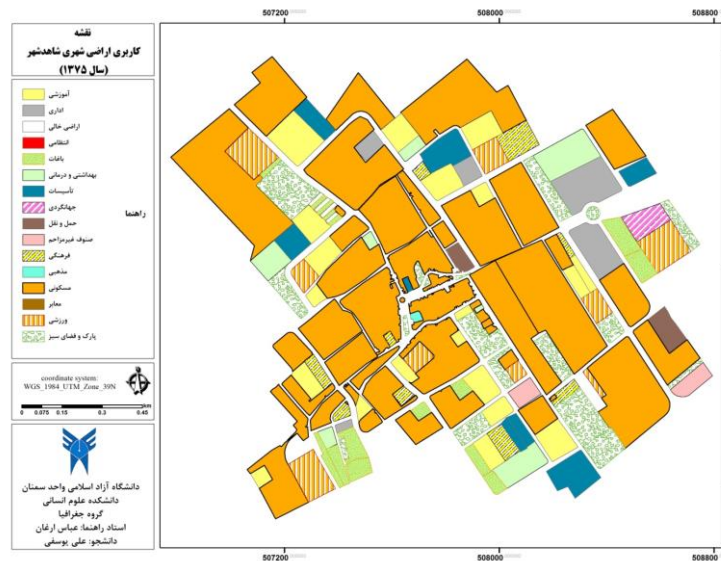 507200
508000
508800
نقشه
کاربری اراضی شهری شاهدشهر
(سال ۱۳۷۵)
آموزشی
اداری
اراضی خالی
انتظامی
باغات
بهداشتی و درمانی
تأسیسات
جهانگردی
حمل و نقل
صنوف غیرمزاحم
فرهنگی
مذهبی
مسکونی
معابر
ورزشی
پارک و فضای سبز
راهنما
coordinate system:
WGS_1984 UTM_Zone_39N
km
0 0.075 0.15 0.3 0.45
دانشگاه آزاد اسلامی واحد سمنان
دانشکده علوم انسانی
گروه جغرافیا
استاد راهنما: عباس ارغان
دانشجو: علی یوسفی
507200
508000
508800